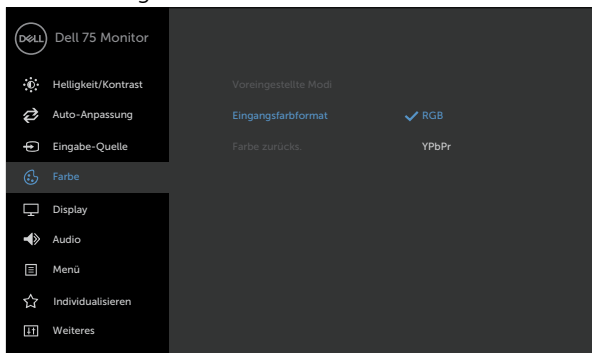 DELL Dell 75 Monitor
Helligkeit/Kontrast
Voreingestellte Modi
Auto-Anpassung
Eingangsfarbformat
RGB
Eingabe-Quelle
Farbe zurücks.
YPbPr
Farbe
Display
Audio
Menü
Individualisieren
Weiteres